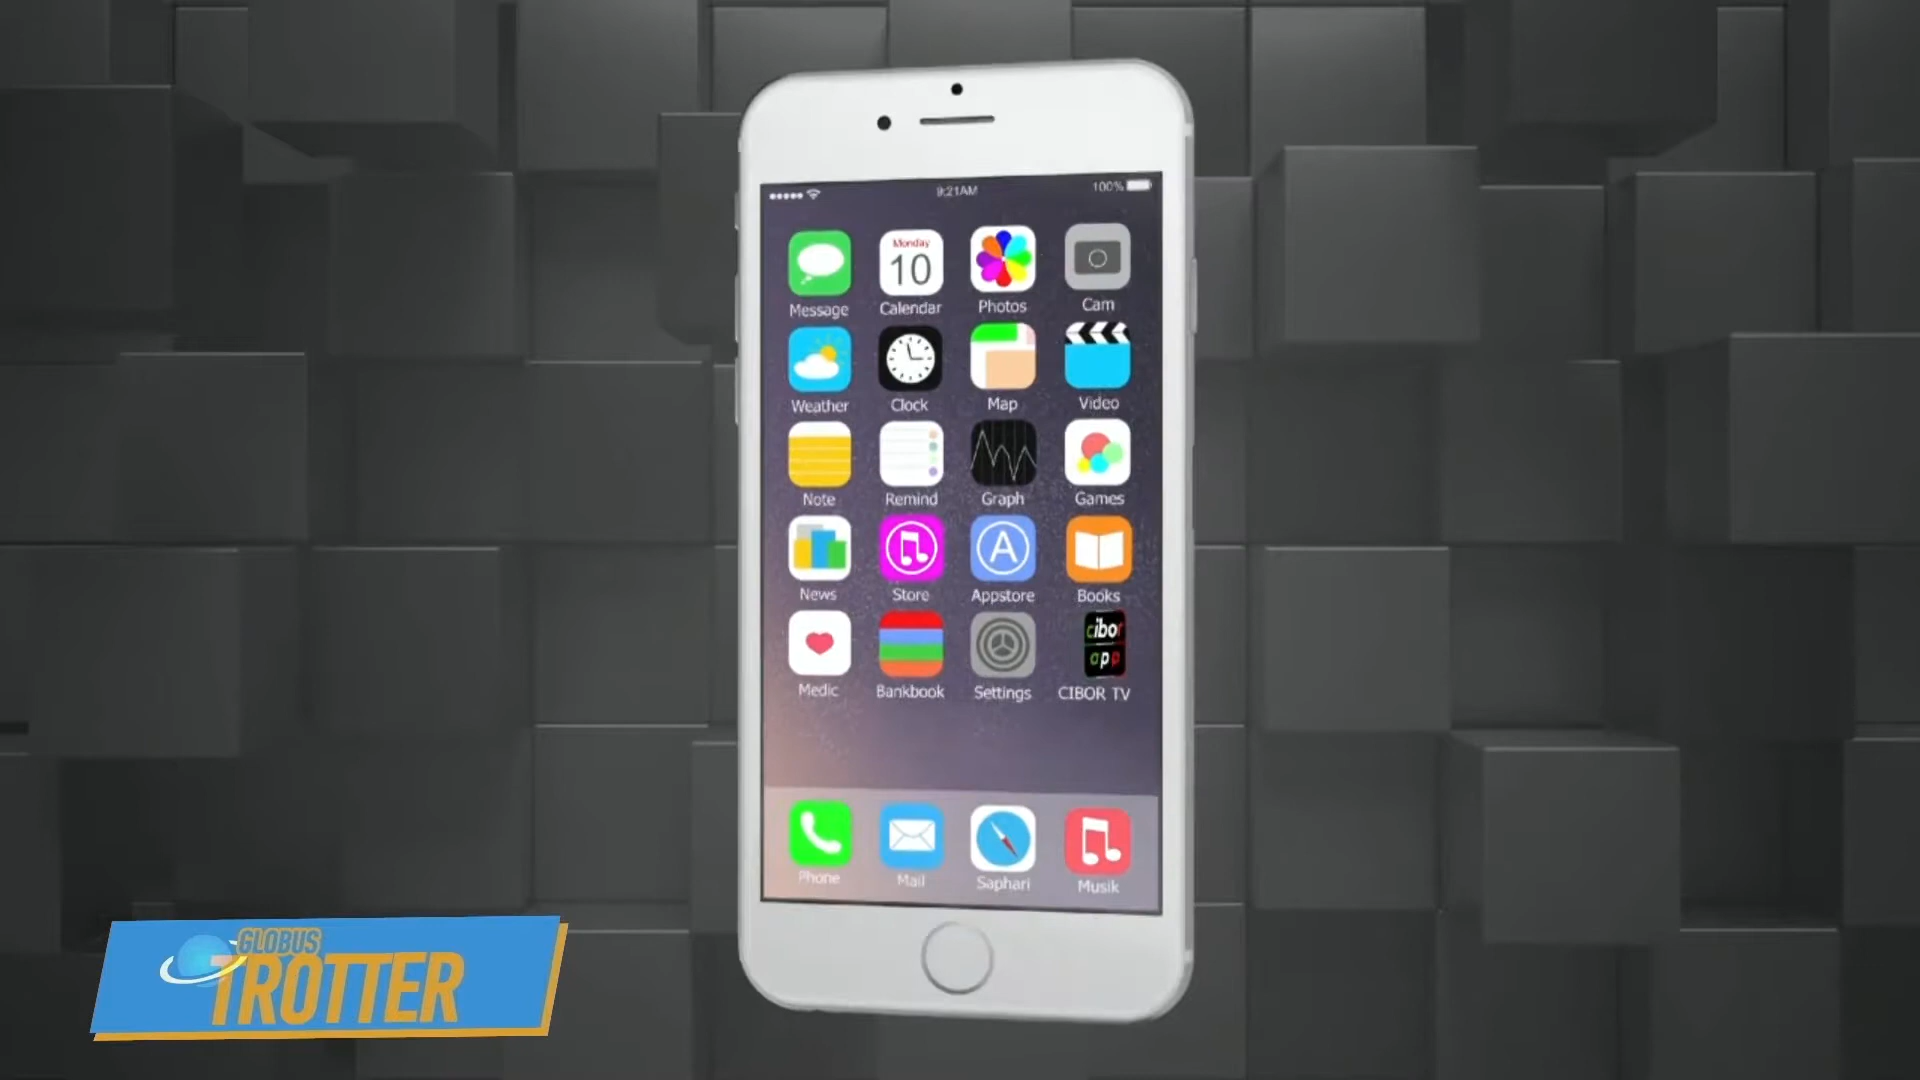 9:21AM
100%
Monday
10
Message Calendar Photos Cam
Weather Clock Map Video
Note Remind Graph Games
A
News Store Appstore Books
cibor
app
Medic Bankbook Settings CIBOR TV
Phone Mail Saphari Musik
GLOBUS
TROTTER